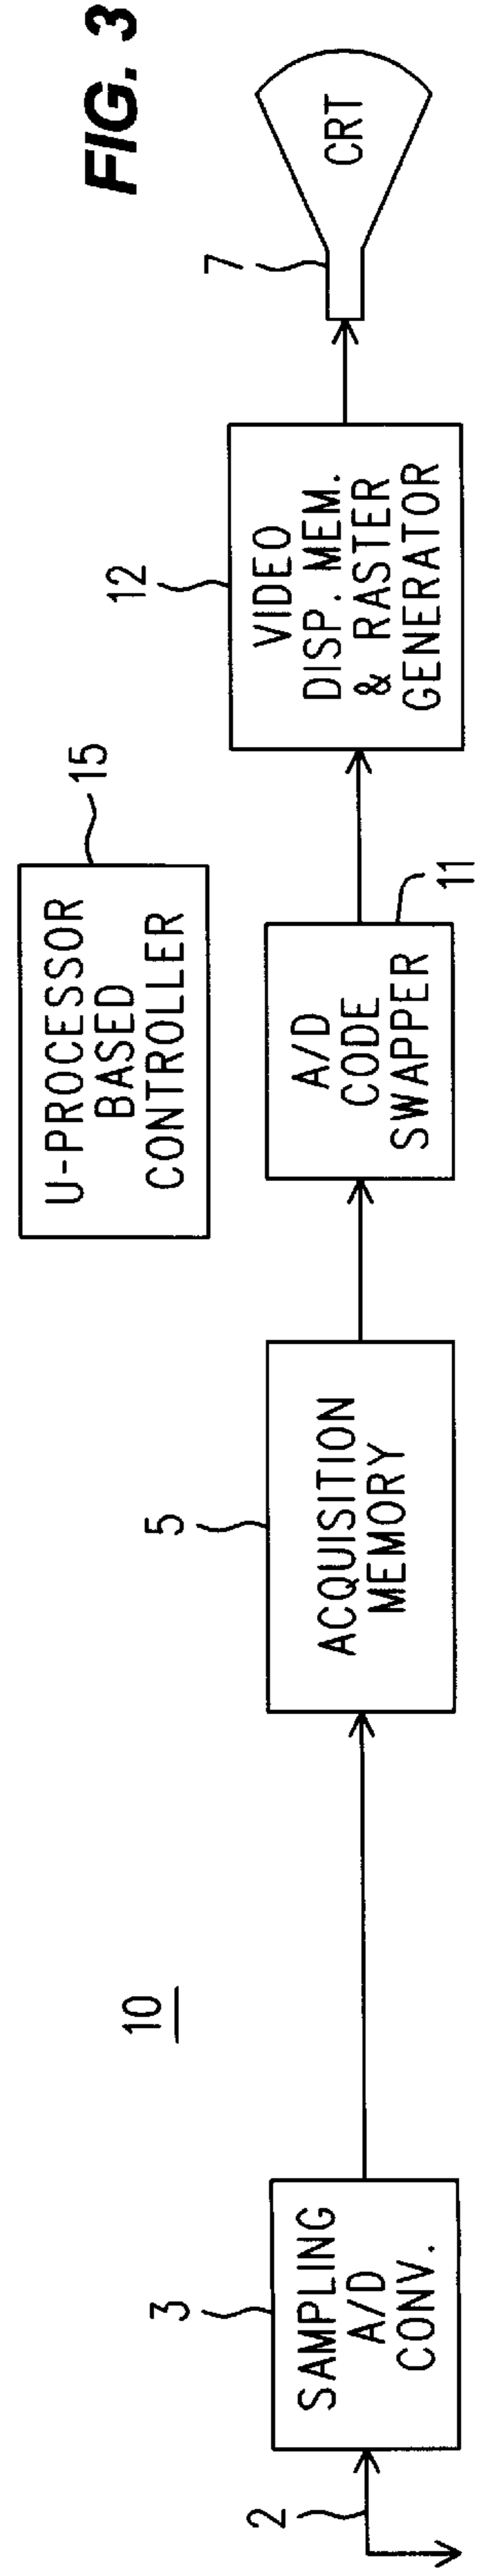 FIG. 3
10
2
3
SAMPLING
A/D
CONV.
5
ACQUISITION
MEMORY
U-PROCESSOR
BASED
CONTROLLER
15
A/D
CODE
SWAPPER
11
12
VIDEO
DISP. MEM.
& RASTER
GENERATOR
7
CRT